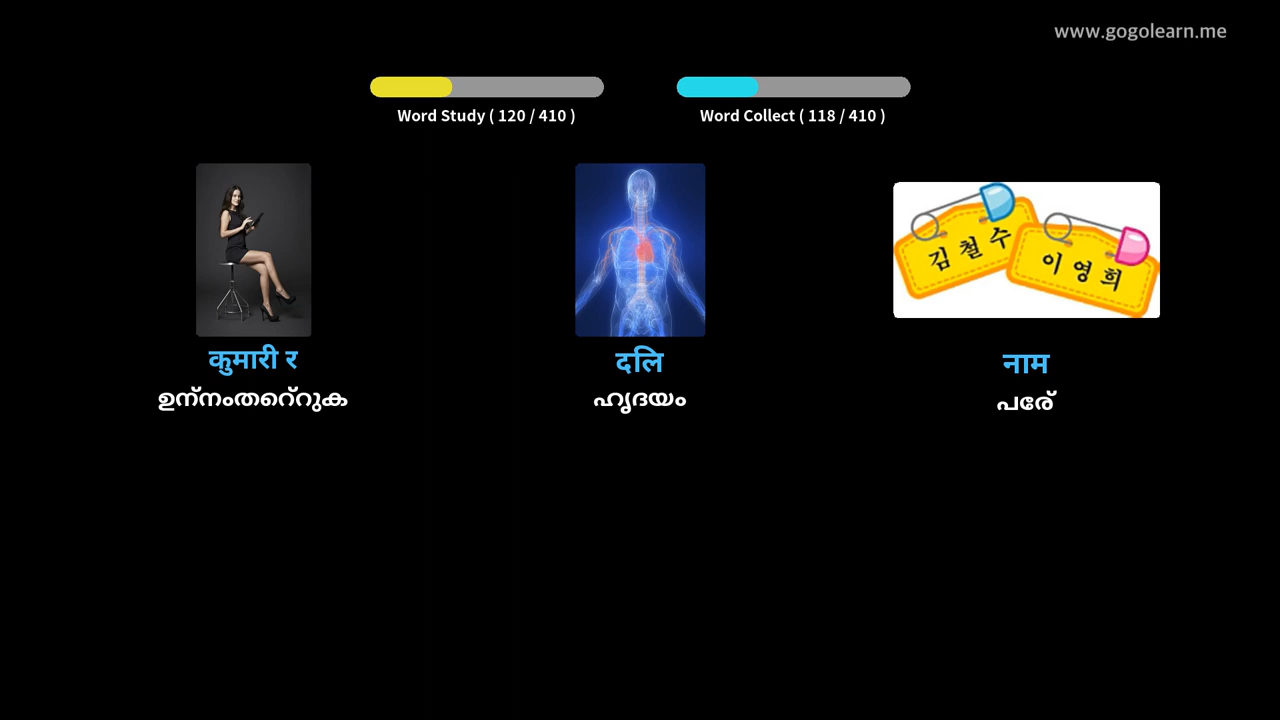 www.gogolearn.me
Word Study ( 120 / 410 )
Word Collect ( 118 / 410 )
김철수
이영희
कुमारी र
दलि
नाम
ഉന്നംതറെ്റുക
ഹൃദയം
പരേ്